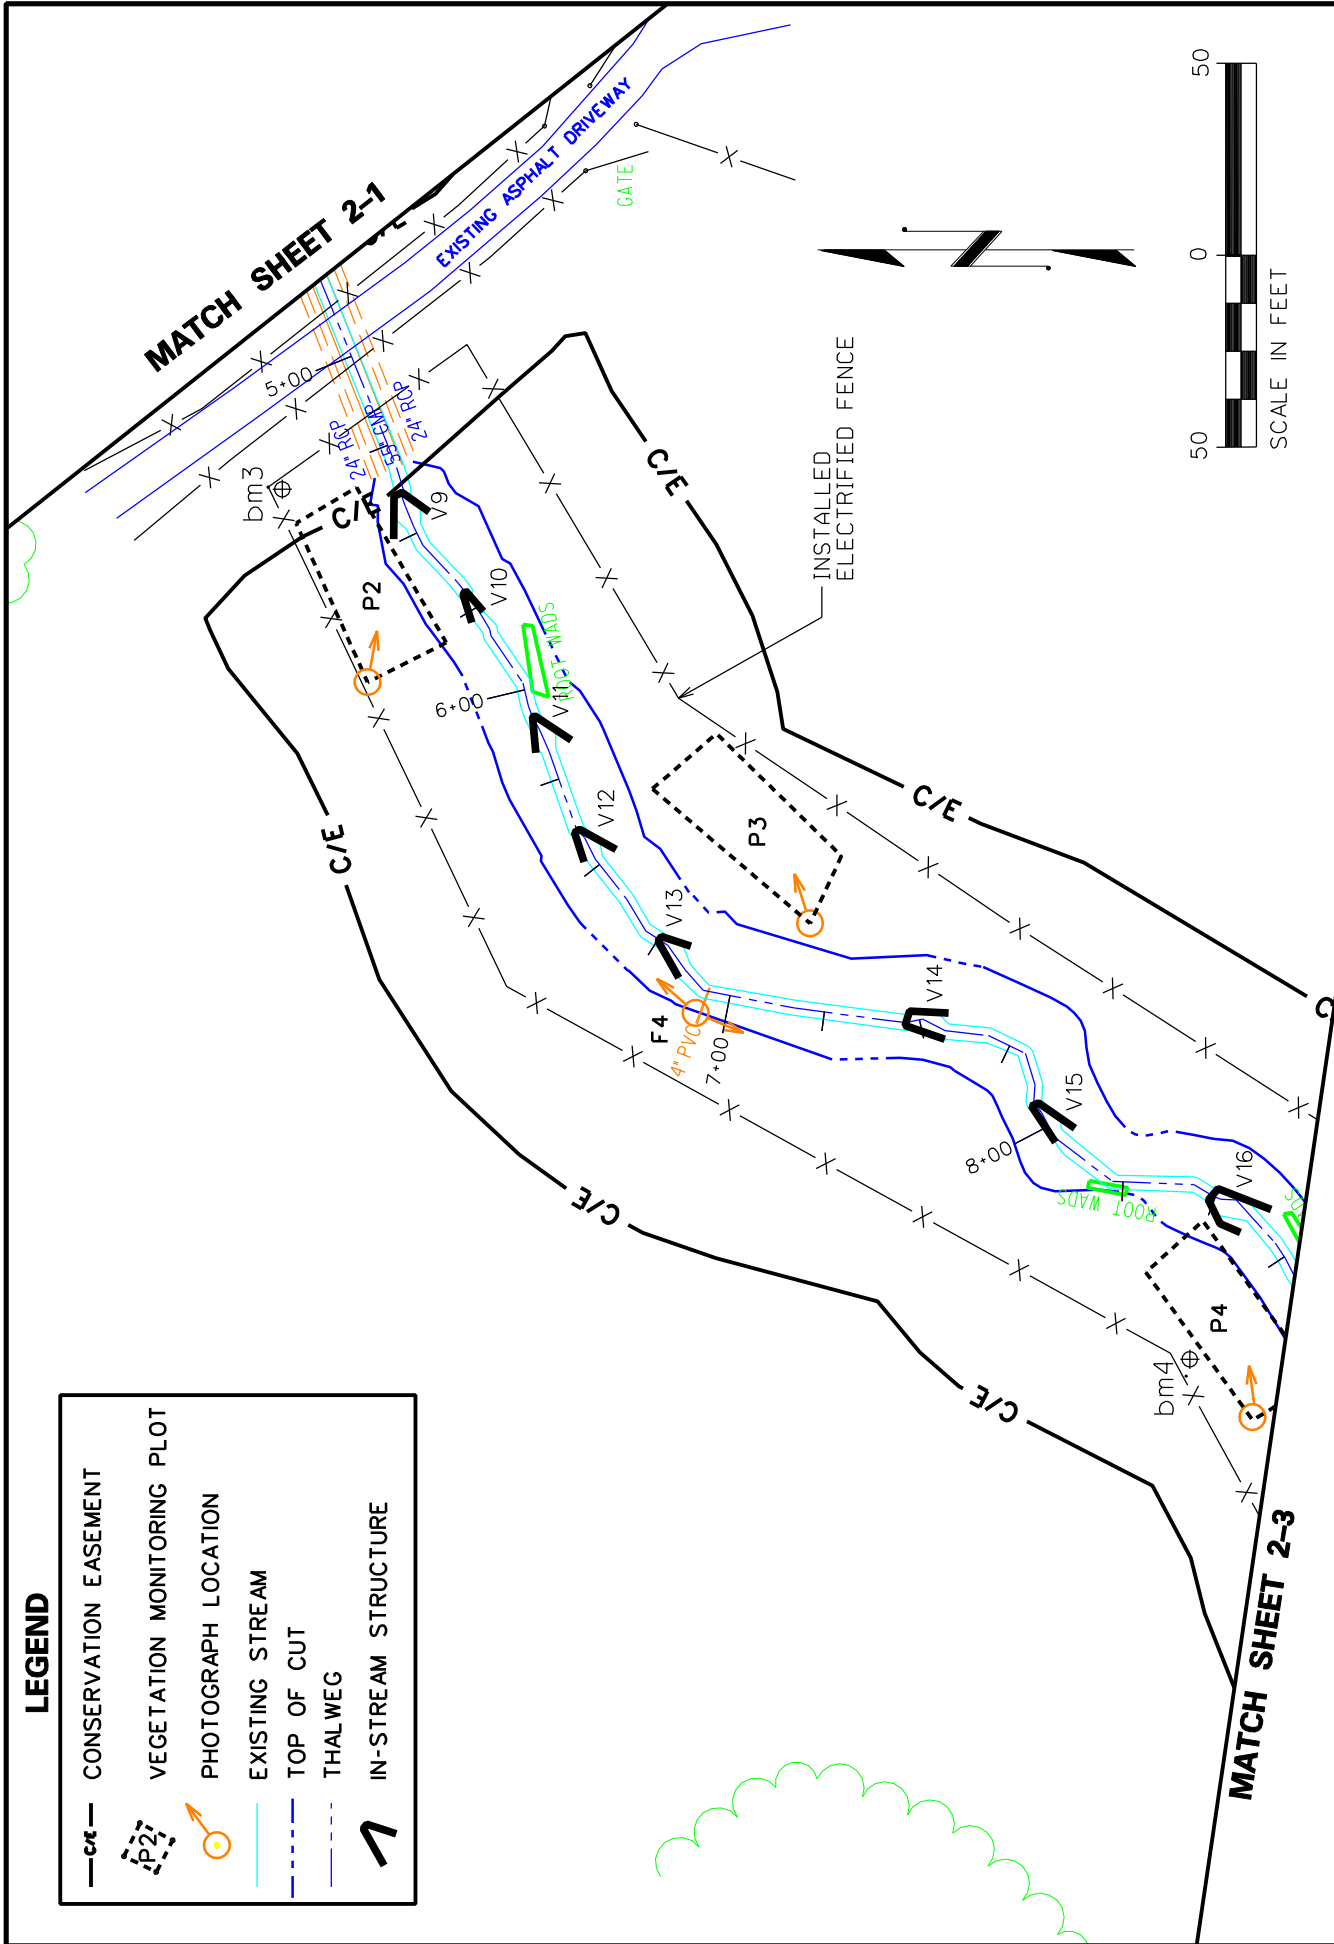 MATCH SHEET 2-1
EXISTING ASPHALT DRIVEWAY
GATE
5+00
24" RCP
24" RCP
bm3
C/E
V9
P2
V10
ROOT WADS
6+00
V11
V12
C/E
C/E
INSTALLED
ELECTRIFIED FENCE
P3
C/E
V13
F4
4" PVC
7+00
V14
V15
8+00
ROOT WADS
V16
C/E
C/E
P4
bm4
MATCH SHEET 2-3
50
0
50
SCALE IN FEET
LEGEND
C/E
CONSERVATION EASEMENT
P2
VEGETATION MONITORING PLOT
PHOTOGRAPH LOCATION
EXISTING STREAM
TOP OF CUT
THALWEG
IN-STREAM STRUCTURE